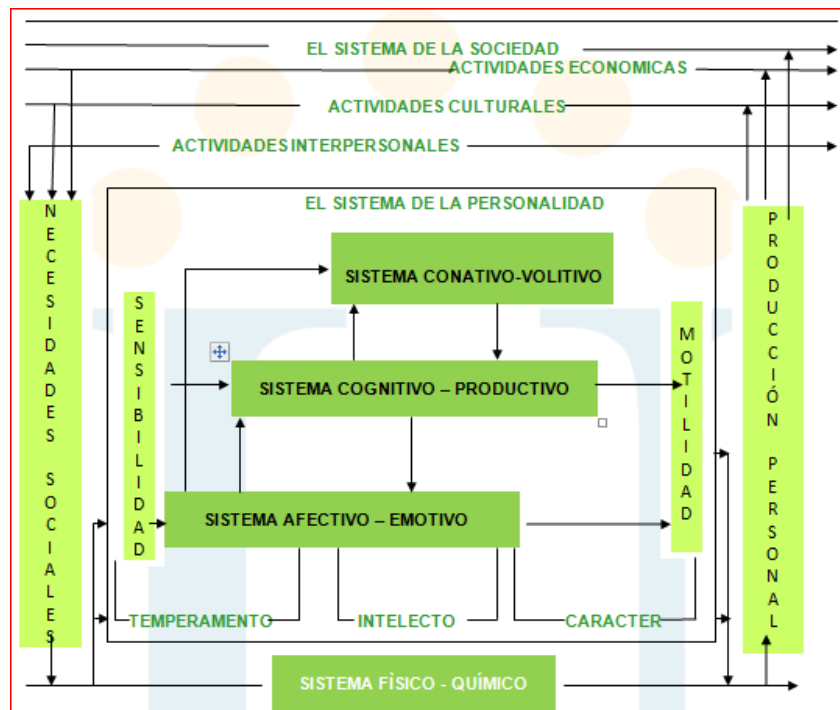 EL SISTEMA DE LA SOCIEDAD
ACTIVIDADES ECONOMICAS
ACTIVIDADES CULTURALES
ACTIVIDADES INTERPERSONALES
NECESIDADES SOCIALES
EL SISTEMA DE LA PERSONALIDAD
PRODUCCIÓN PERSONAL
SISTEMA CONATIVO-VOLITIVO
SENSIBILIDAD
MOTILIDAD
SISTEMA COGNITIVO – PRODUCTIVO
SISTEMA AFECTIVO – EMOTIVO
TEMPERAMENTO
INTELECTO
CARACTER
SISTEMA FÌSICO - QUÍMICO